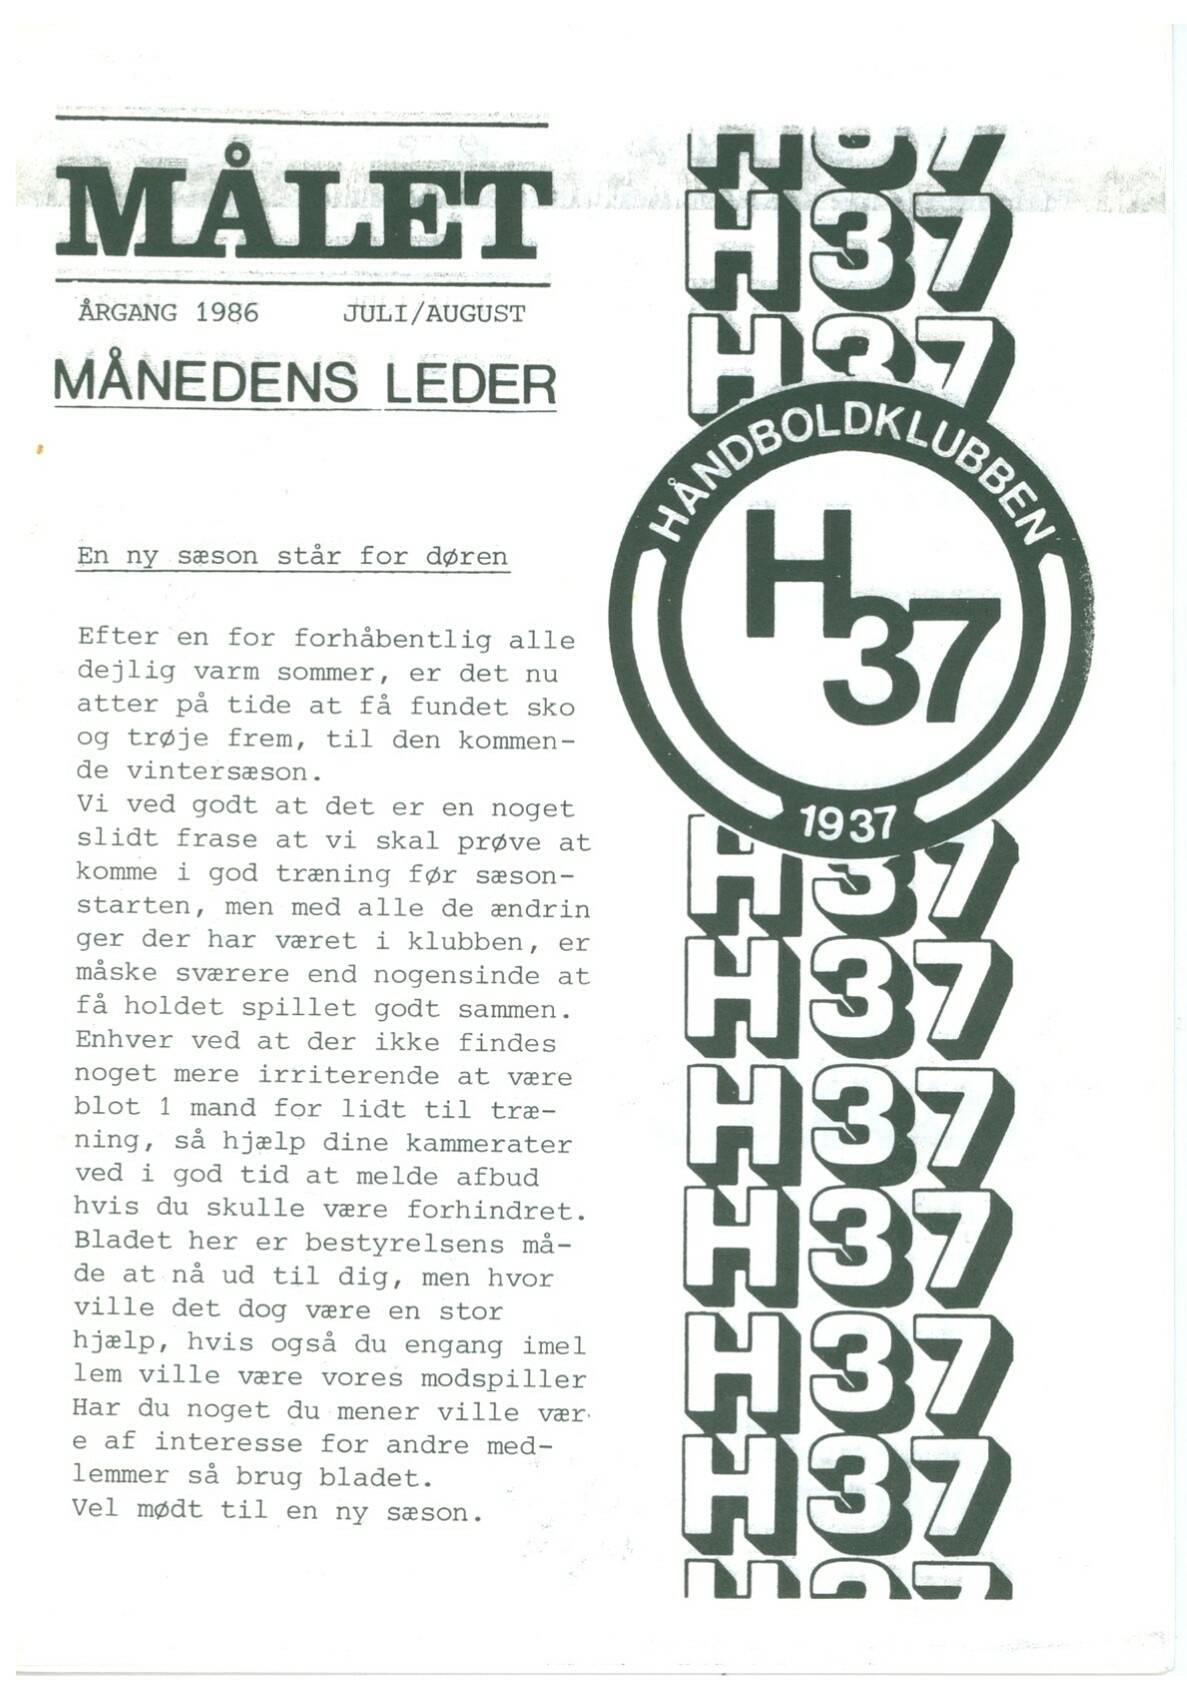 MÅLET
ÅRGANG 1986 JULI/AUGUST
MÅNEDENS LEDER
En ny sæson står for døren
Efter en for forhåbentlig alle
dejlig varm sommer, er det nu
atter på tide at få fundet sko
og trøje frem, til den kommen-
de vintersæson.
Vi ved godt at det er en noget
slidt frase at vi skal prøve at
komme i god træning før sæson-
starten, men med alle de ændrin
ger der har været i klubben, er
måske sværere end nogensinde at
få holdet spillet godt sammen.
Enhver ved at der ikke findes
noget mere irriterende at være
blot 1 mand for lidt til træ-
ning, så hjælp dine kammerater
ved i god tid at melde afbud
hvis du skulle være forhindret.
Bladet her er bestyrelsens må-
de at nå ud til dig, men hvor
ville det dog være en stor
hjælp, hvis også du engang imel
lem ville være vores modspiller
Har du noget du mener ville vær-
e af interesse for andre med-
lemmer så brug bladet.
Vel mødt til en ny sæson.
H37
H37
H37
HÅNDBOLDKLUBBEN
H37
1937
H37
H37
H37
H37
H37
H37
H37